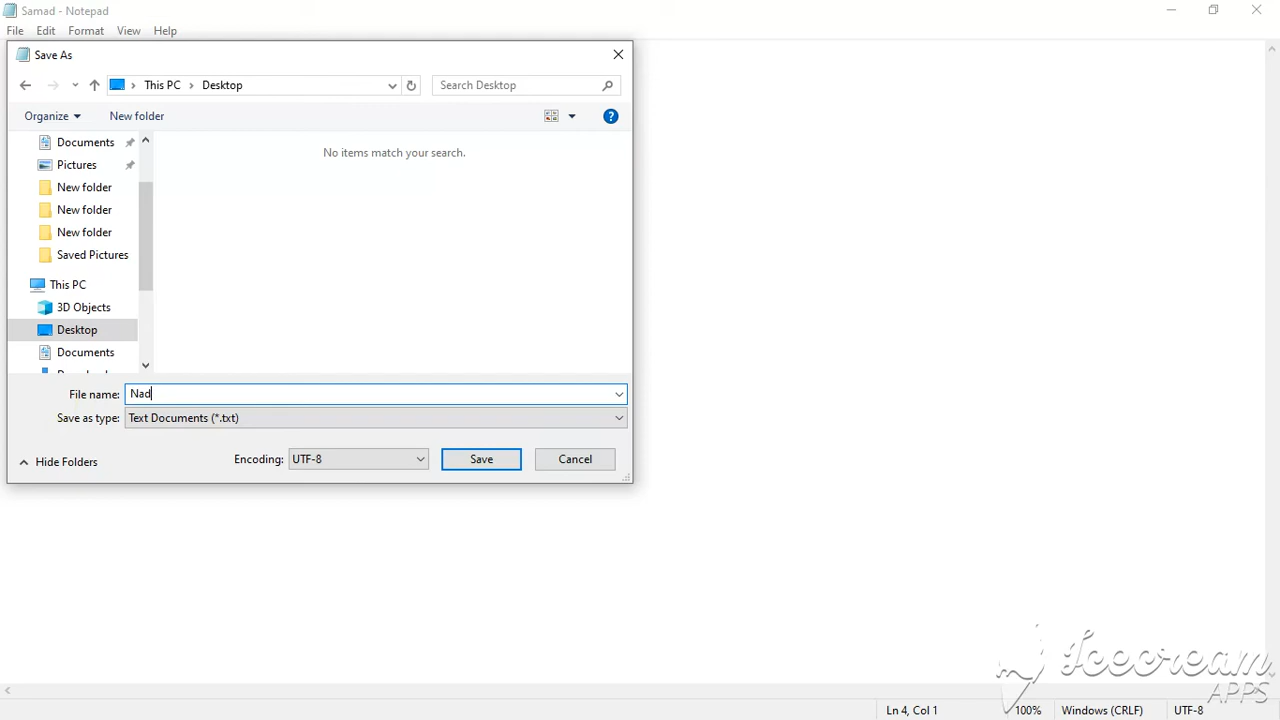 Samad - Notepad
File Edit Format View Help
Save As
This PC Desktop
Search Desktop
Organize New folder
Documents
Pictures
New folder
New folder
New folder
Saved Pictures
This PC
3D Objects
Desktop
Documents
No items match your search.
File name: Nad
Save as type: Text Documents (*.txt)
Hide Folders
Encoding: UTF-8
Save Cancel
Icecream
APPS
Ln 4, Col 1 100% Windows (CRLF) UTF-8